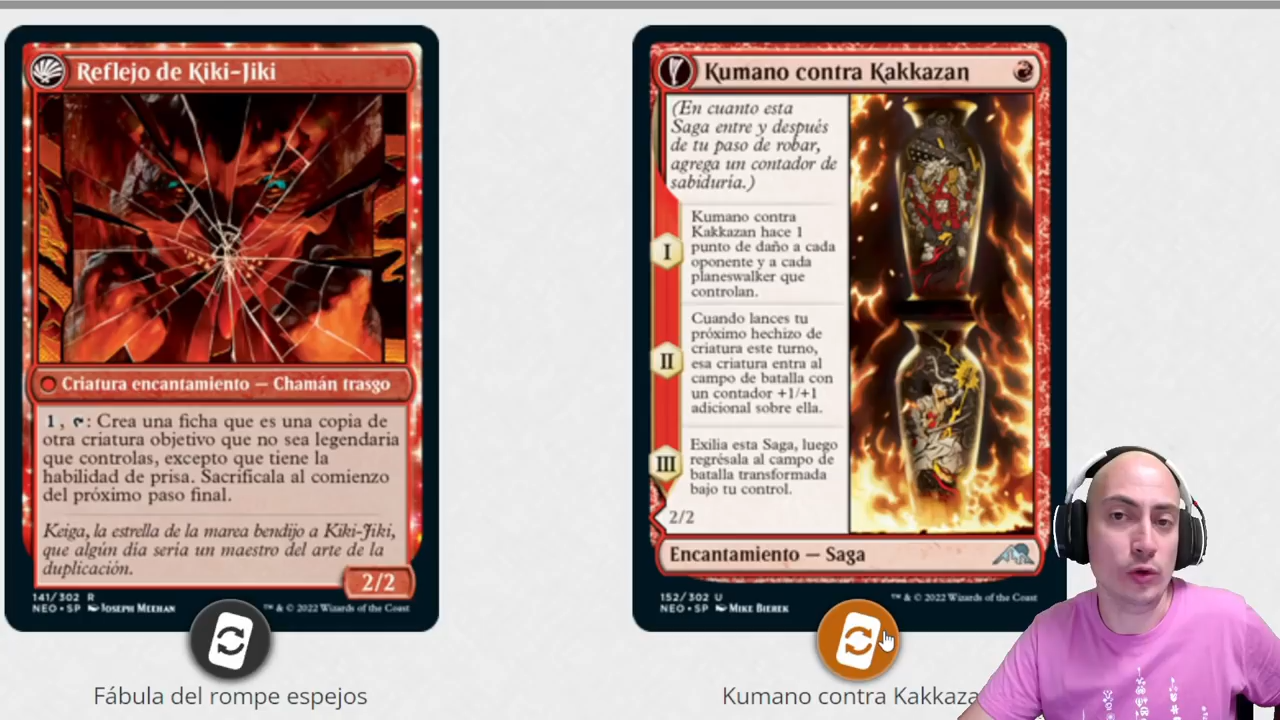 Reflejo de Kiki-Jiki
Criatura encantamiento — Chamán trasgo
1, : Crea una ficha que es una copia de
otra criatura objetivo que no sea legendaria
que controlas, excepto que tiene la
habilidad de prisa. Sacrifícala al comienzo
del próximo paso final.
Keiga, la estrella de la marea bendijo a Kiki-Jiki,
que algún día sería un maestro del arte de la
duplicación.
2/2
141/302 R
NEO • SP Joseph Meehan
™ & © 2022 Wizards of the Coast
Fábula del rompe espejos
Kumano contra Kakkazan
(En cuanto esta
Saga entre y después
de tu paso de robar,
agrega un contador de
sabiduría.)
I
Kumano contra
Kakkazan hace 1
punto de daño a cada
oponente y a cada
planeswalker que
controlan.
II
Cuando lances tu
próximo hechizo de
criatura este turno,
esa criatura entra al
campo de batalla con
un contador +1/+1
adicional sobre ella.
III
Exilia esta Saga, luego
regrésala al campo de
batalla transformada
bajo tu control.
2/2
Encantamiento — Saga
152/302 U
NEO • SP Mike Bierek
™ & © 2022 Wizards of the Coast
Kumano contra Kakkaza